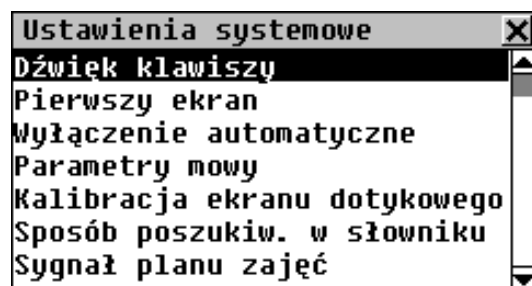 Ustawienia systemowe
Dźwięk klawiszy
Pierwszy ekran
Wyłączenie automatyczne
Parametry mowy
Kalibracja ekranu dotykowego
Sposób poszukiw. w słowniku
Sygnał planu zajęć